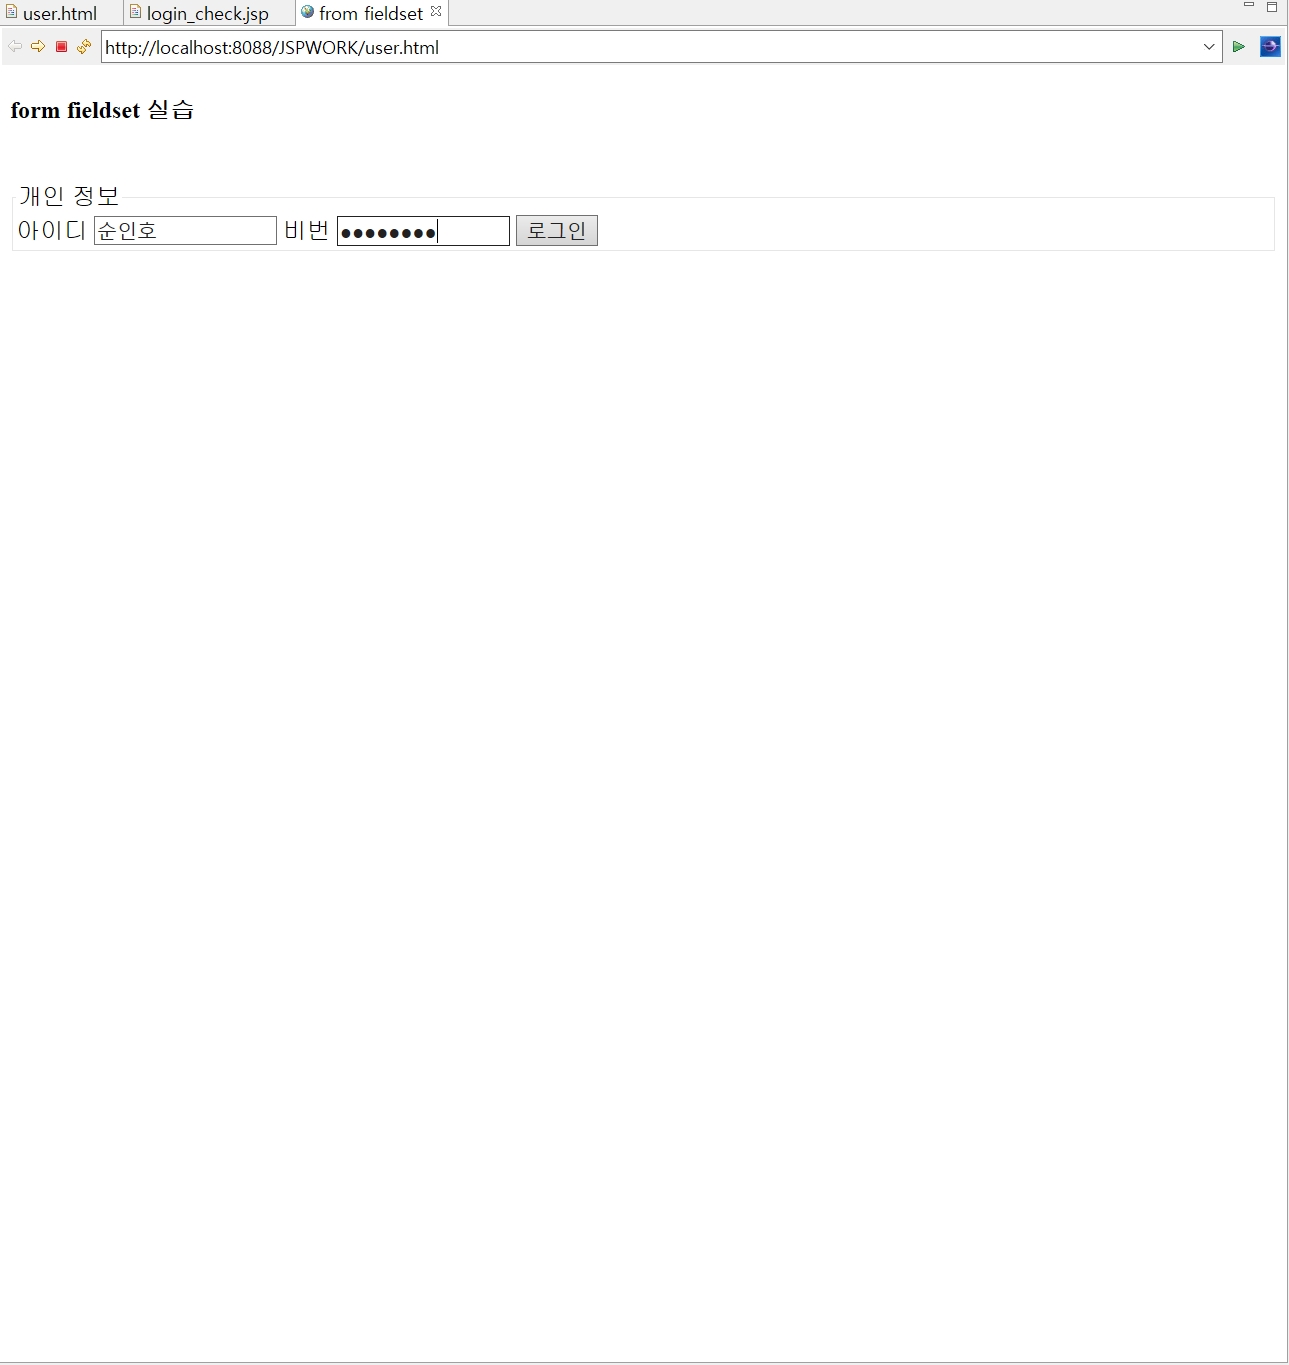 user.html login_check.jsp from fieldset
http://localhost:8088/JSPWORK/user.html
form fieldset 실습
개인 정보
아이디 순인호 비번 ●●●●●●●● 로그인